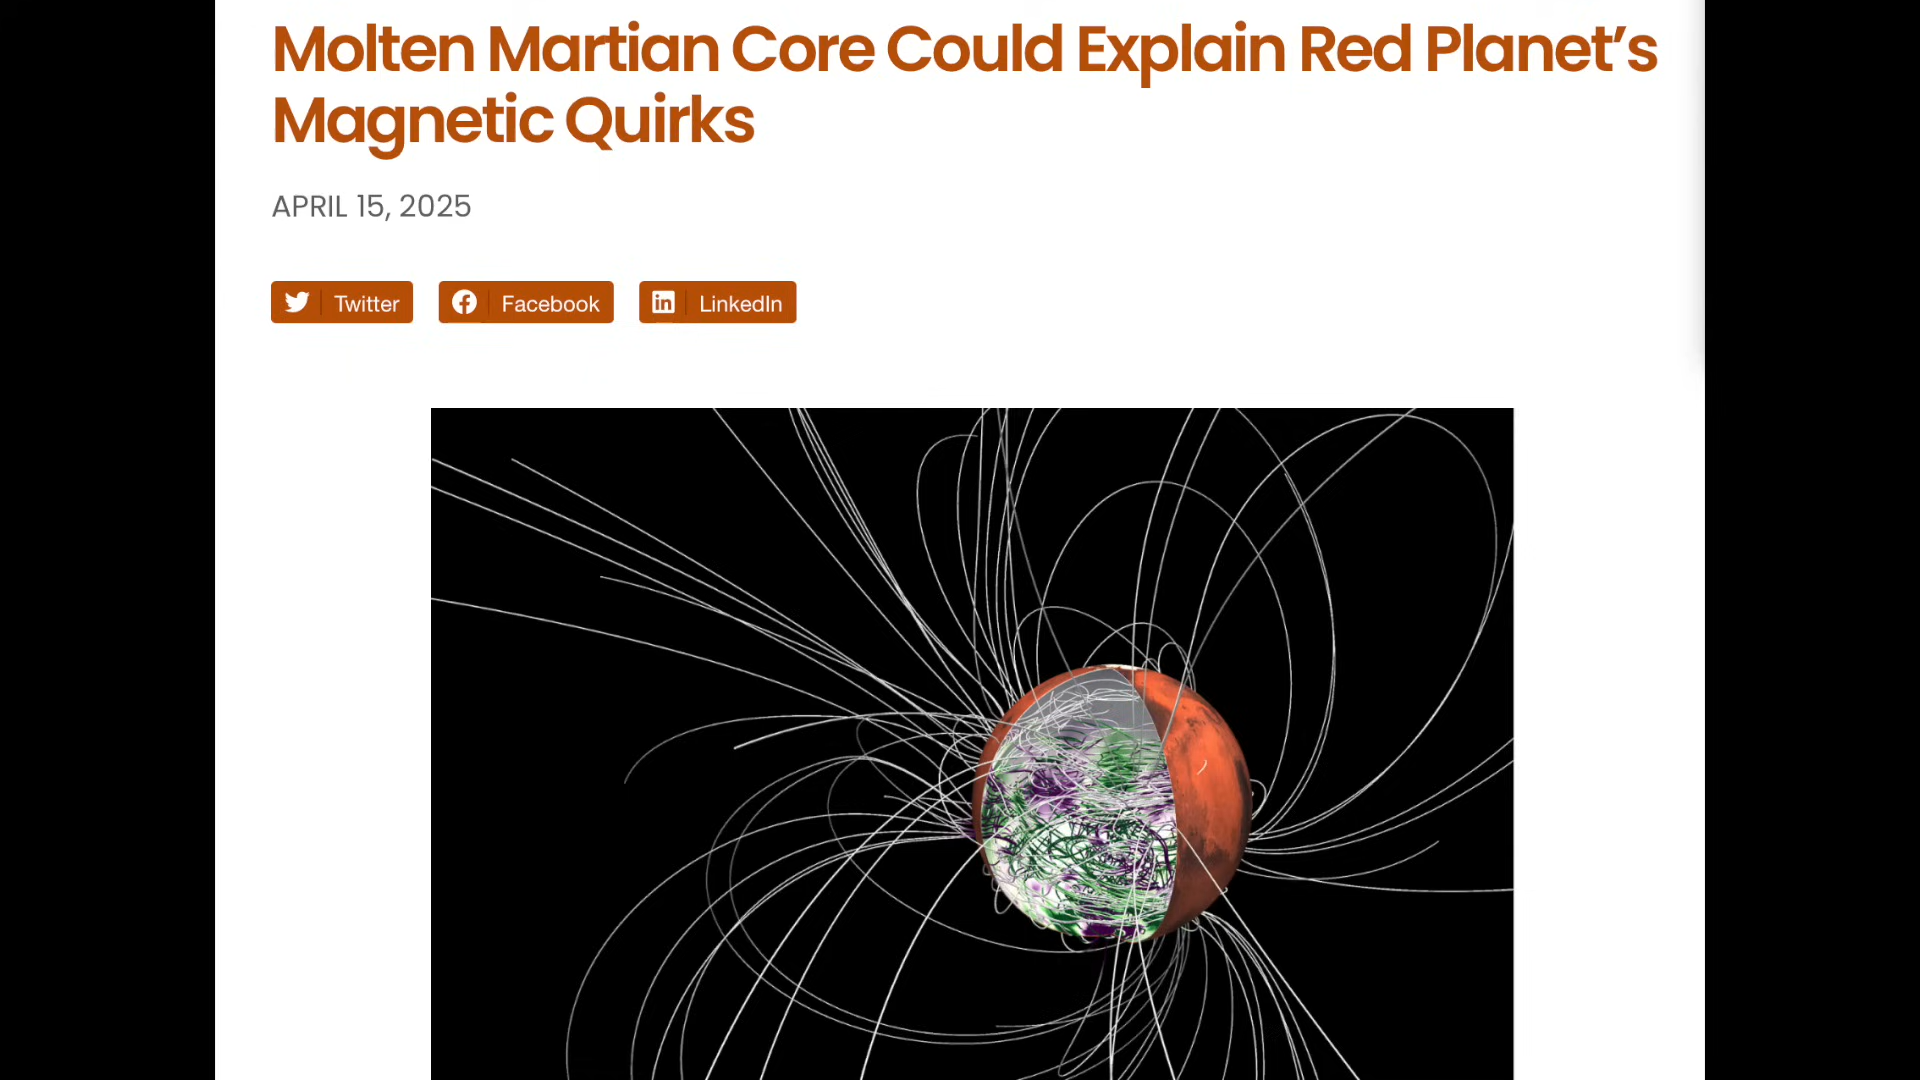 Molten Martian Core Could Explain Red Planet’s
Magnetic Quirks
APRIL 15, 2025
Twitter
Facebook
LinkedIn